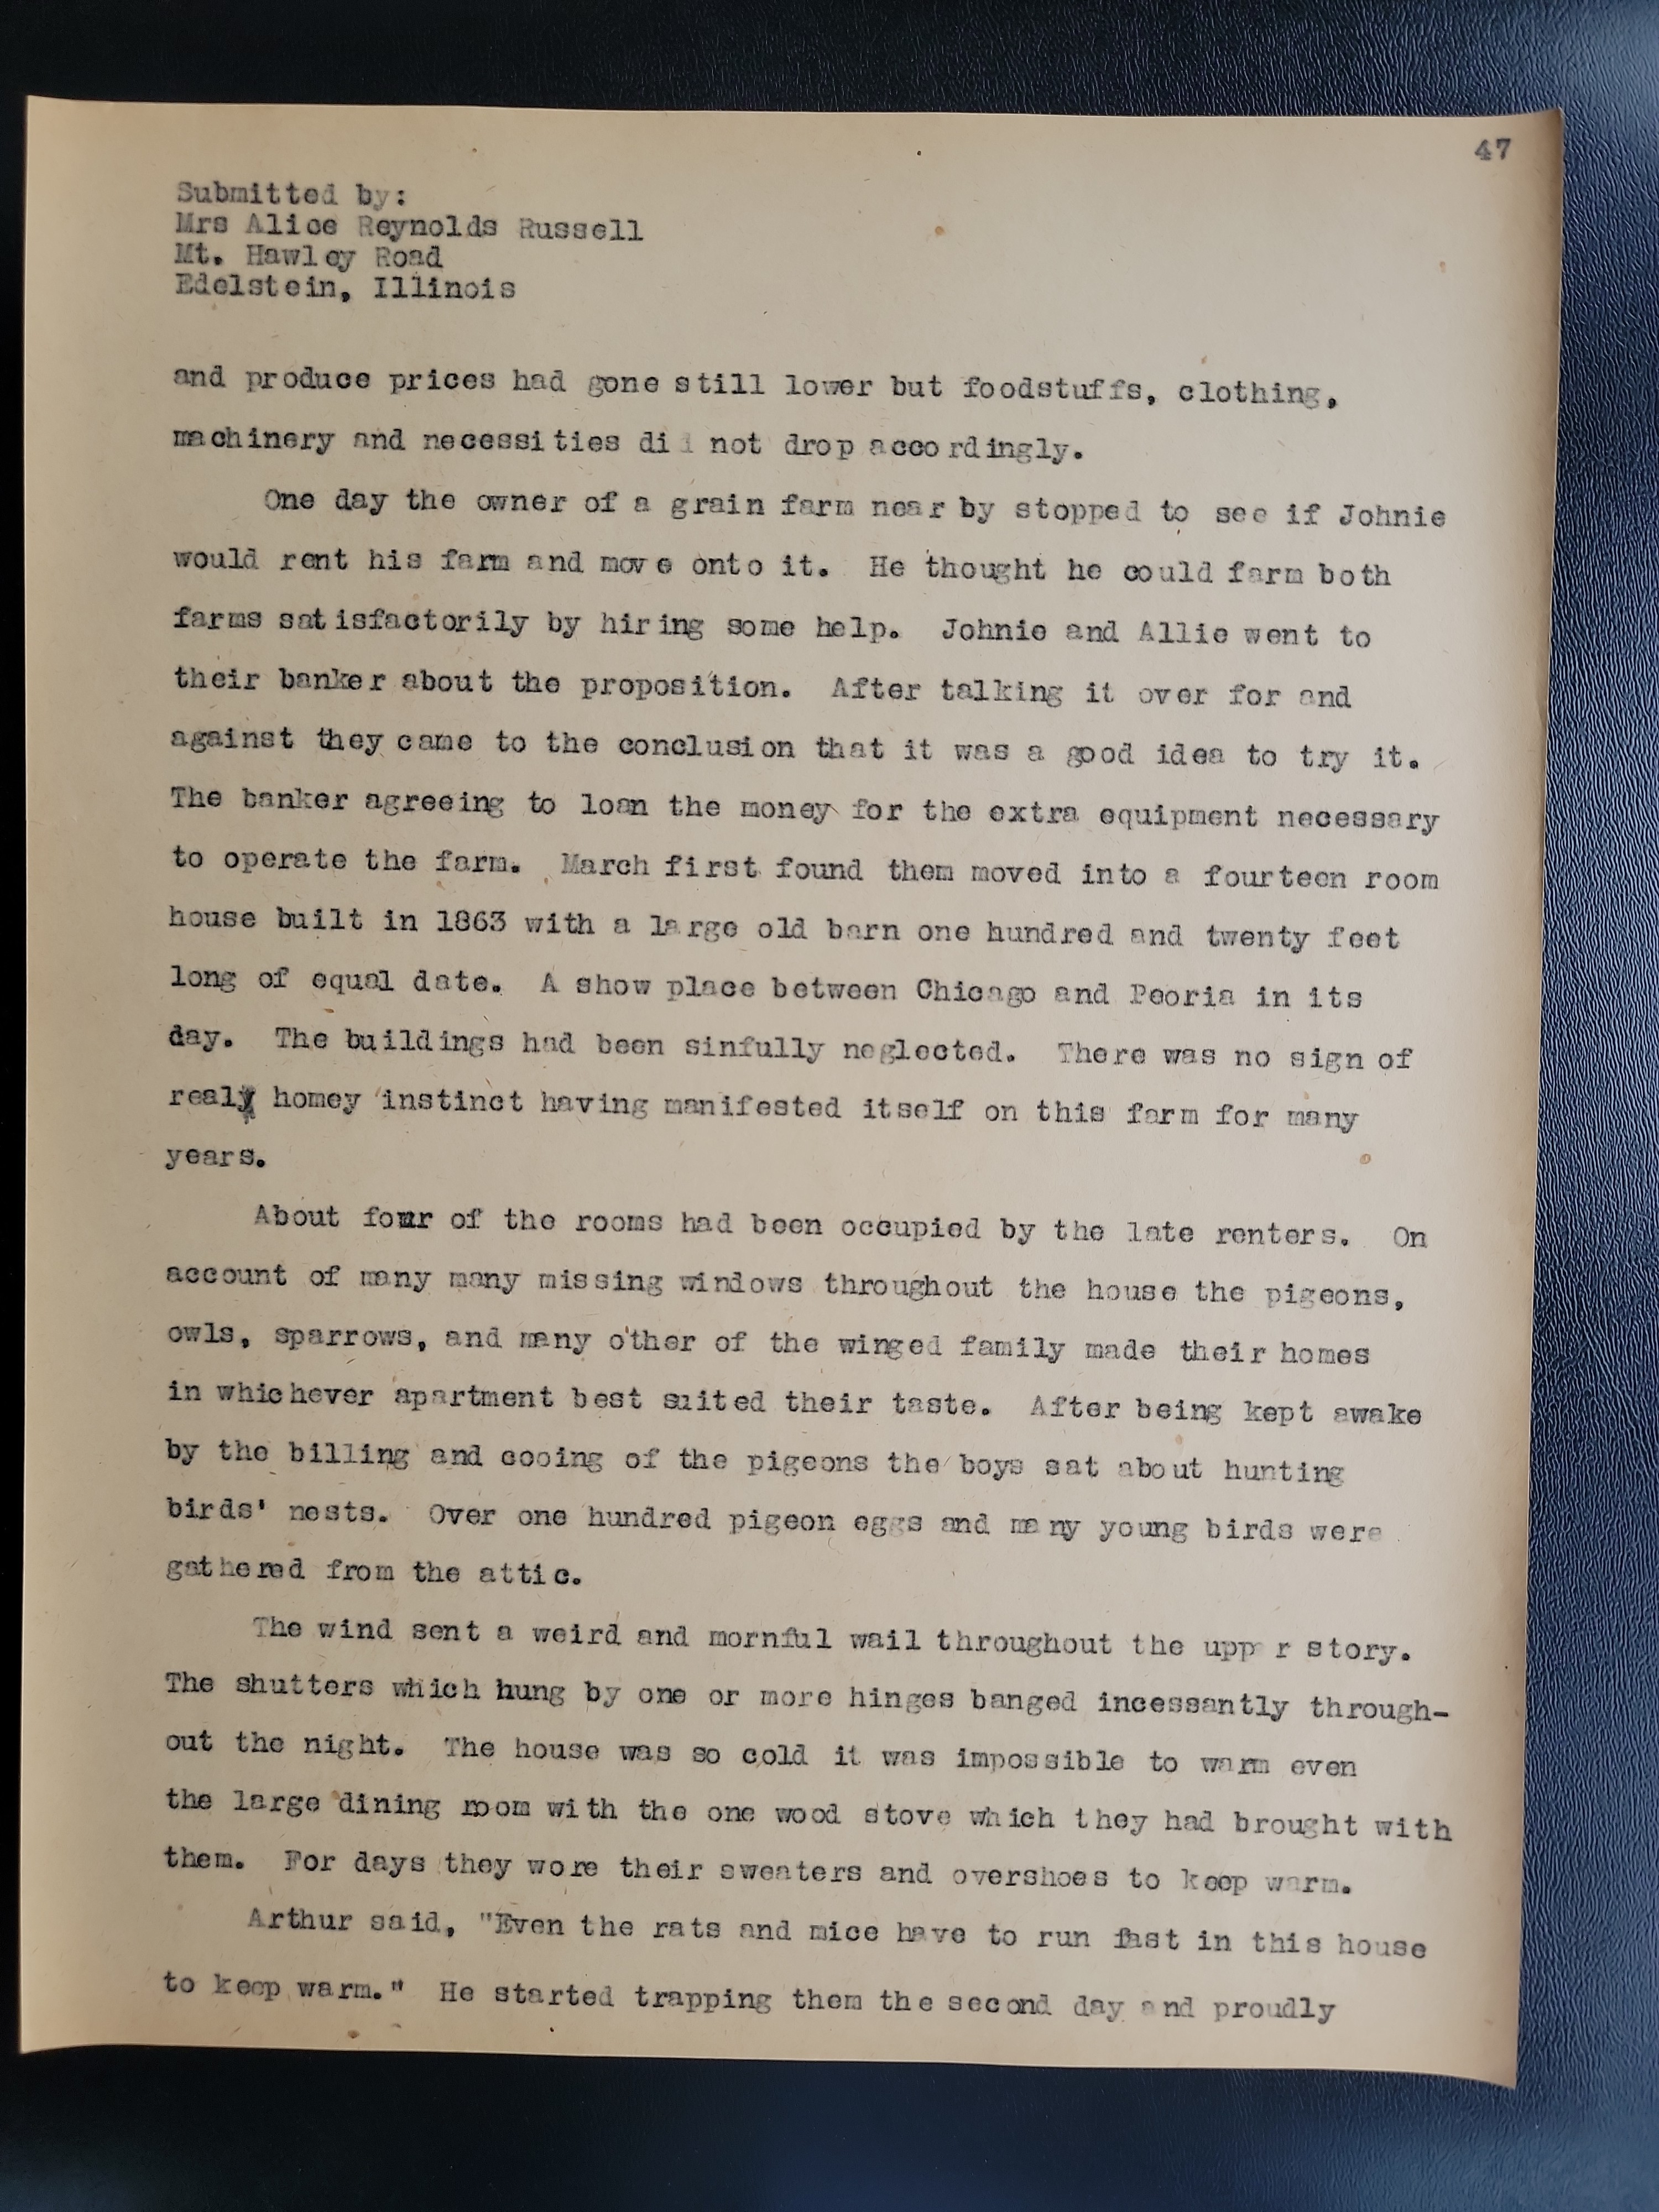 47
Submitted by:
Mrs Alice Reynolds Russell
Mt. Hawley Road
Edelstein, Illinois
and produce prices had gone still lower but foodstuffs, clothing,
machinery and necessities did not drop accordingly.
One day the owner of a grain farm near by stopped to see if Johnie
would rent his farm and move onto it. He thought he could farm both
farms satisfactorily by hiring some help. Johnie and Allie went to
their banker about the proposition. After talking it over for and
against they came to the conclusion that it was a good idea to try it.
The banker agreeing to loan the money for the extra equipment necessary
to operate the farm. March first found them moved into a fourteen room
house built in 1863 with a large old barn one hundred and twenty feet
long of equal date. A show place between Chicago and Peoria in its
day. The buildings had been sinfully neglected. There was no sign of
realy homey instinct having manifested itself on this farm for many
years.
About four of the rooms had been occupied by the late renters. On
account of many many missing windows throughout the house the pigeons,
owls, sparrows, and many other of the winged family made their homes
in whichever apartment best suited their taste. After being kept awake
by the billing and cooing of the pigeons the boys sat about hunting
birds' nests. Over one hundred pigeon eggs and many young birds were
gathered from the attic.
The wind sent a weird and mornful wail throughout the upp r story.
The shutters which hung by one or more hinges banged incessantly through-
out the night. The house was so cold it was impossible to warm even
the large dining room with the one wood stove which they had brought with
them. For days they wore their sweaters and overshoes to keep warm.
Arthur said, "Even the rats and mice have to run fast in this house
to keep warm." He started trapping them the second day and proudly